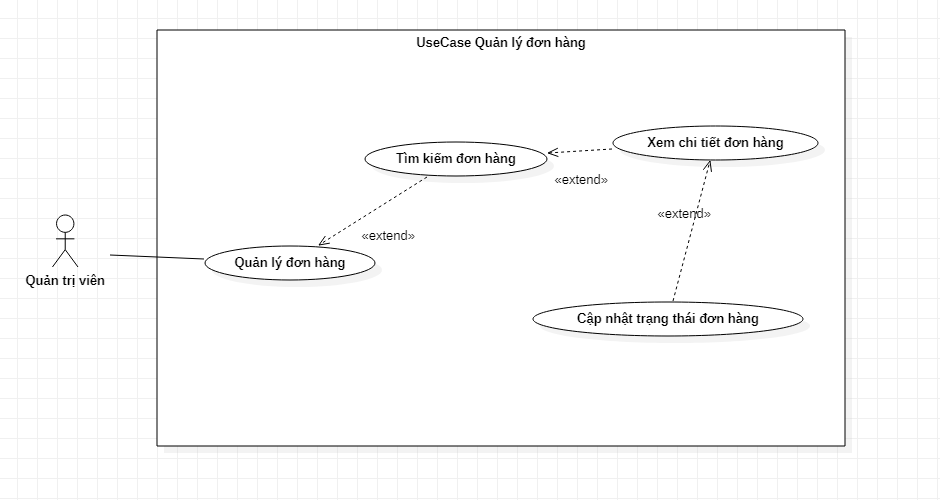 UseCase Quản lý đơn hàng
Xem chi tiết đơn hàng
Tìm kiếm đơn hàng
«extend»
«extend»
«extend»
Quản lý đơn hàng
Quản trị viên
Cập nhật trạng thái đơn hàng